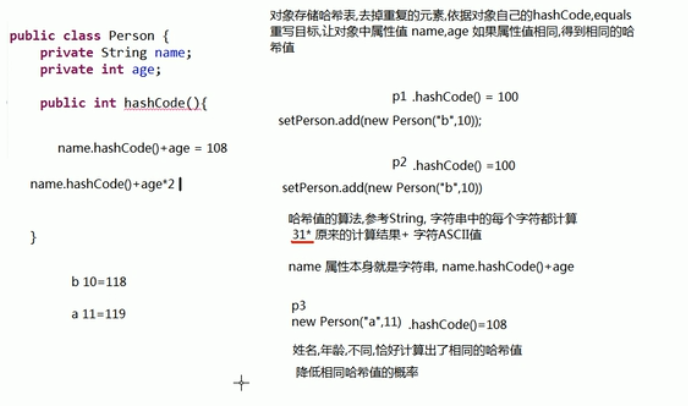 public class Person {
private String name;
private int age;
public int hashCode(){
name.hashCode()+age = 108
name.hashCode()+age*2
}
b 10=118
a 11=119
对象存储哈希表,去掉重复的元素,依据对象自己的hashCode,equals
重写目标,让对象中属性值 name,age 如果属性值相同,得到相同的哈
希值
p1 .hashCode() = 100
setPerson.add(new Person("b",10));
p2 .hashCode() =100
setPerson.add(new Person("b",10))
哈希值的算法,参考String, 字符串中的每个字符都计算
31* 原来的计算结果+ 字符ASCII值
name 属性本身就是字符串, name.hashCode()+age
p3
new Person("a",11) .hashCode()=108
姓名,年龄,不同,恰好计算出了相同的哈希值
降低相同哈希值的概率